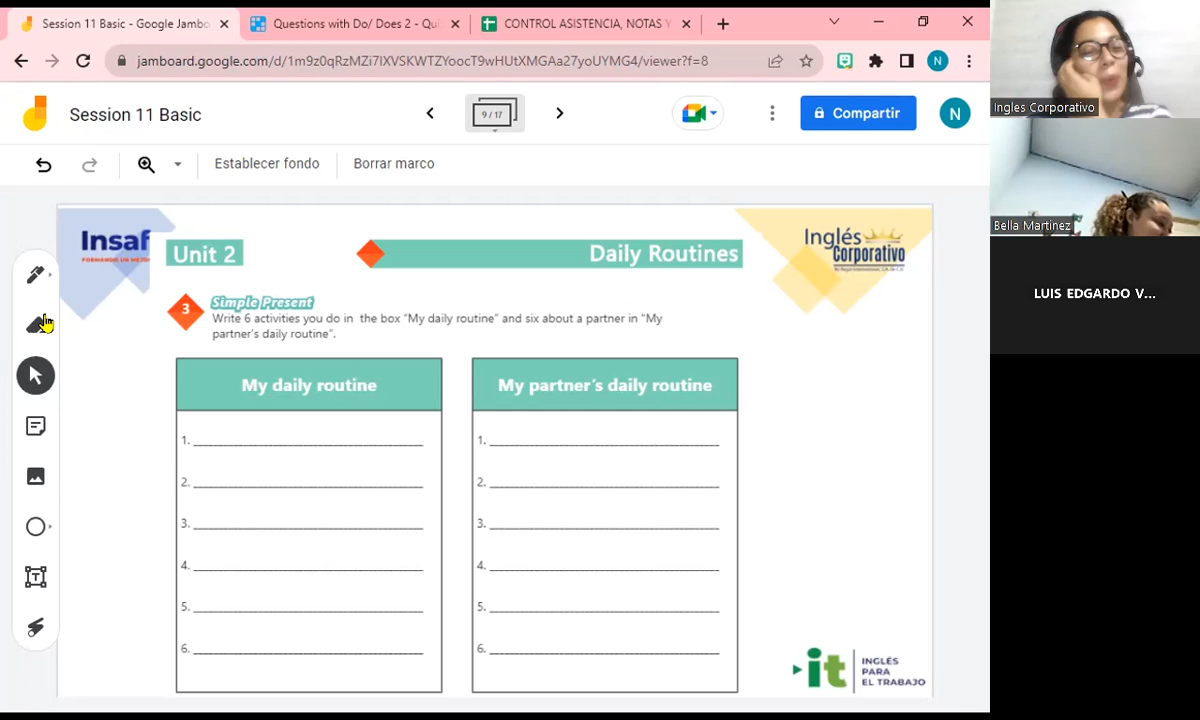 Session 11 Basic - Google Jambo
Questions with Do/ Does 2 - Qui
CONTROL ASISTENCIA, NOTAS Y
jamboard.google.com/d/1m9z0qRzMZi7IXVSKWTZYoocT9wHUtXMGAa27yoUYMG4/viewer?f=8
N
Session 11 Basic
9 / 17
Compartir
N
Establecer fondo
Borrar marco
Insaf
FORMANDO UN MEJO
Unit 2
Daily Routines
Inglés
Corporativo
3
Simple Present
Write 6 activities you do in the box “My daily routine” and six about a partner in “My
partner’s daily routine”.
My daily routine
1.
2.
3.
4.
5.
6.
My partner’s daily routine
1.
2.
3.
4.
5.
6.
it
INGLÉS
PARA
EL TRABAJO
Ingles Corporativo
Bella Martinez
LUIS EDGARDO V...